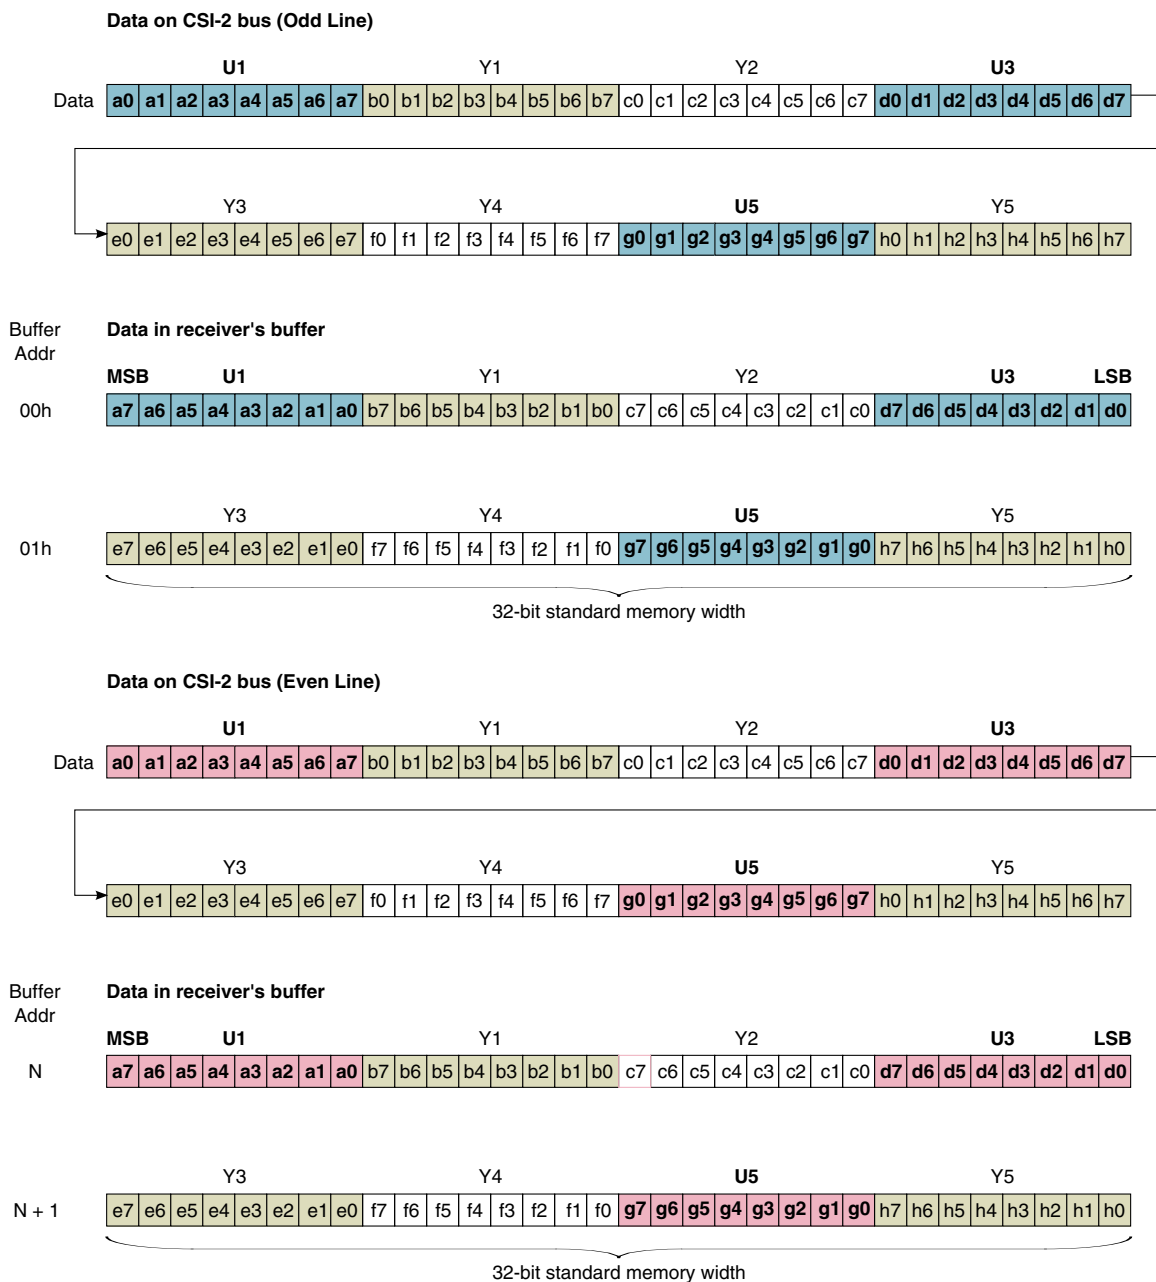 Data on CSI-2 bus (Odd Line)
U1 Y1 Y2 U3
Data a0 a1 a2 a3 a4 a5 a6 a7 b0 b1 b2 b3 b4 b5 b6 b7 c0 c1 c2 c3 c4 c5 c6 c7 d0 d1 d2 d3 d4 d5 d6 d7
Y3 Y4 U5 Y5
e0 e1 e2 e3 e4 e5 e6 e7 f0 f1 f2 f3 f4 f5 f6 f7 g0 g1 g2 g3 g4 g5 g6 g7 h0 h1 h2 h3 h4 h5 h6 h7
Buffer Data in receiver's buffer
Addr
MSB U1 Y1 Y2 U3 LSB
00h a7 a6 a5 a4 a3 a2 a1 a0 b7 b6 b5 b4 b3 b2 b1 b0 c7 c6 c5 c4 c3 c2 c1 c0 d7 d6 d5 d4 d3 d2 d1 d0
Y3 Y4 U5 Y5
01h e7 e6 e5 e4 e3 e2 e1 e0 f7 f6 f5 f4 f3 f2 f1 f0 g7 g6 g5 g4 g3 g2 g1 g0 h7 h6 h5 h4 h3 h2 h1 h0
32-bit standard memory width
Data on CSI-2 bus (Even Line)
U1 Y1 Y2 U3
Data a0 a1 a2 a3 a4 a5 a6 a7 b0 b1 b2 b3 b4 b5 b6 b7 c0 c1 c2 c3 c4 c5 c6 c7 d0 d1 d2 d3 d4 d5 d6 d7
Y3 Y4 U5 Y5
e0 e1 e2 e3 e4 e5 e6 e7 f0 f1 f2 f3 f4 f5 f6 f7 g0 g1 g2 g3 g4 g5 g6 g7 h0 h1 h2 h3 h4 h5 h6 h7
Buffer Data in receiver's buffer
Addr
MSB U1 Y1 Y2 U3 LSB
N a7 a6 a5 a4 a3 a2 a1 a0 b7 b6 b5 b4 b3 b2 b1 b0 c7 c6 c5 c4 c3 c2 c1 c0 d7 d6 d5 d4 d3 d2 d1 d0
Y3 Y4 U5 Y5
N + 1 e7 e6 e5 e4 e3 e2 e1 e0 f7 f6 f5 f4 f3 f2 f1 f0 g7 g6 g5 g4 g3 g2 g1 g0 h7 h6 h5 h4 h3 h2 h1 h0
32-bit standard memory width